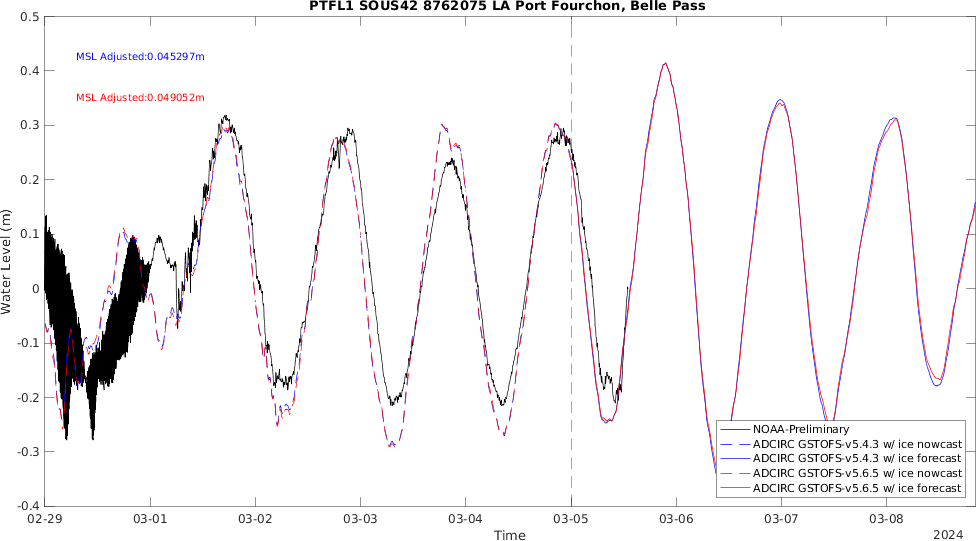 PTFL1 SOUS42 8762075 LA Port Fourchon, Belle Pass
0.5
0.4
0.3
0.2
0.1
0
-0.1
-0.2
-0.3
-0.4
Water Level (m)
MSL Adjusted:0.045297m
MSL Adjusted:0.049052m
NOAA-Preliminary
ADCIRC GSTOFS-v5.4.3 w/ ice nowcast
ADCIRC GSTOFS-v5.4.3 w/ ice forecast
ADCIRC GSTOFS-v5.6.5 w/ ice nowcast
ADCIRC GSTOFS-v5.6.5 w/ ice forecast
02-29 03-01 03-02 03-03 03-04 03-05 03-06 03-07 03-08
Time
2024